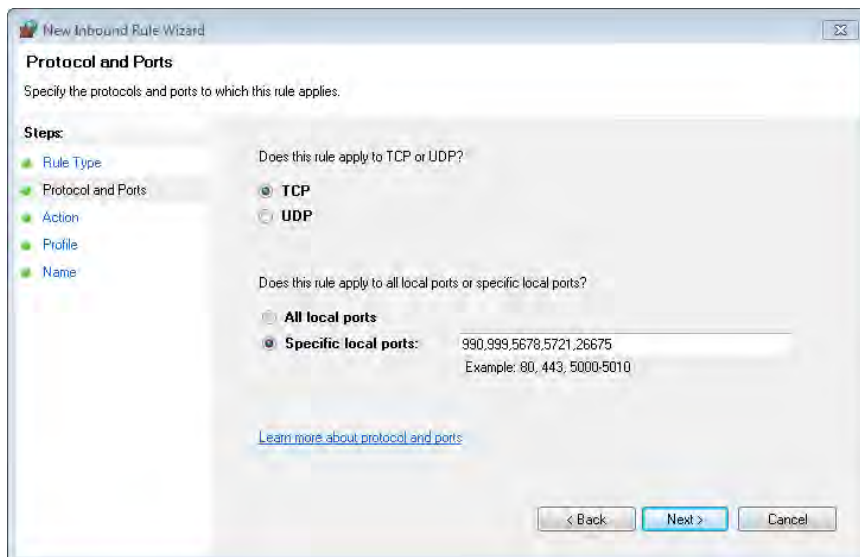 New Inbound Rule Wizard
Protocol and Ports
Specify the protocols and ports to which this rule applies.
Steps:
Rule Type
Protocol and Ports
Action
Profile
Name
Does this rule apply to TCP or UDP?
TCP
UDP
Does this rule apply to all local ports or specific local ports?
All local ports
Specific local ports: 990,999,5678,5721,26675
Example: 80, 443, 5000-5010
Learn more about protocol and ports
< Back Next > Cancel